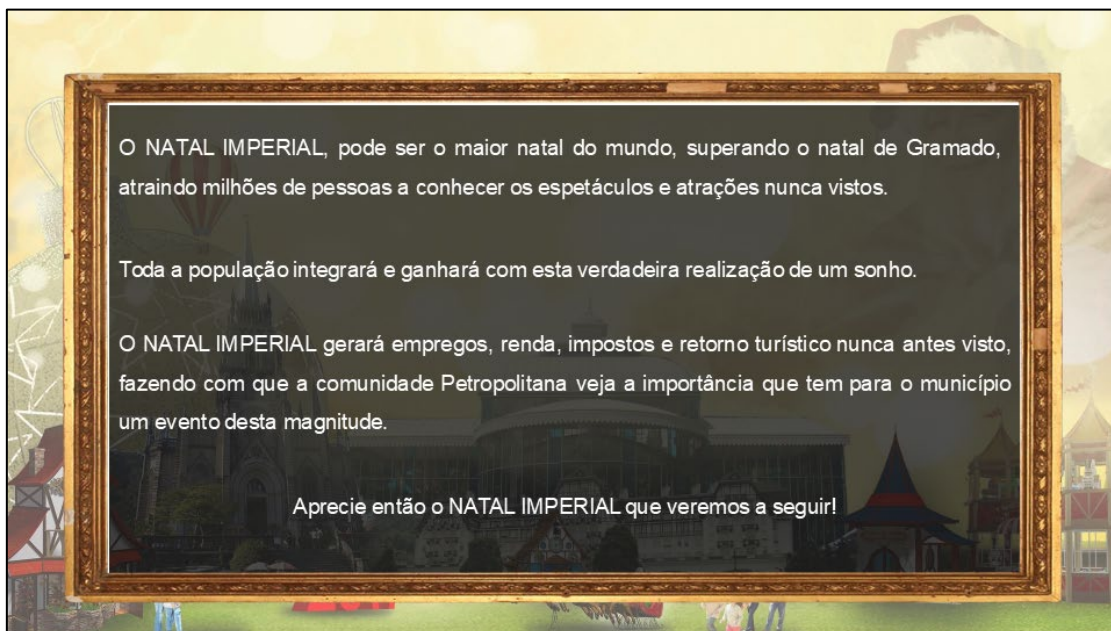 O NATAL IMPERIAL, pode ser o maior natal do mundo, superando o natal de Gramado,
atraindo milhões de pessoas a conhecer os espetáculos e atrações nunca vistos.
Toda a população integrará e ganhará com esta verdadeira realização de um sonho.
O NATAL IMPERIAL gerará empregos, renda, impostos e retorno turístico nunca antes visto,
fazendo com que a comunidade Petropolitana veja a importância que tem para o município
um evento desta magnitude.
Aprecie então o NATAL IMPERIAL que veremos a seguir!